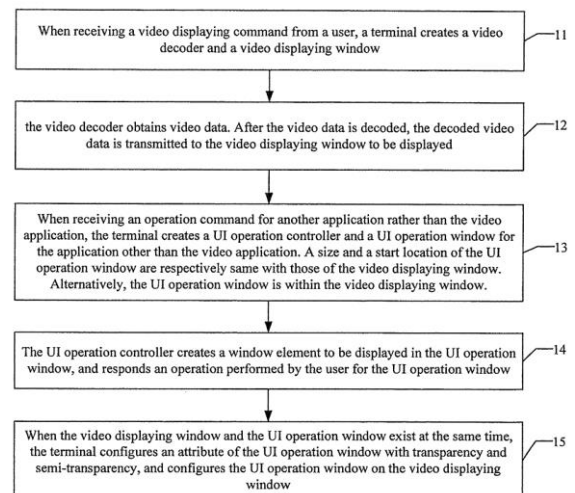 When receiving a video displaying command from a user, a terminal creates a video
decoder and a video displaying window
11
the video decoder obtains video data. After the video data is decoded, the decoded video
data is transmitted to the video displaying window to be displayed
12
When receiving an operation command for another application rather than the video
application, the terminal creates a UI operation controller and a UI operation window for
the application other than the video application. A size and a start location of the UI
operation window are respectively same with those of the video displaying window.
Alternatively, the UI operation window is within the video displaying window.
13
The UI operation controller creates a window element to be displayed in the UI operation
window, and responds an operation performed by the user for the UI operation window
14
When the video displaying window and the UI operation window exist at the same time,
the terminal configures an attribute of the UI operation window with transparency and
semi-transparency, and configures the UI operation window on the video displaying
window
15